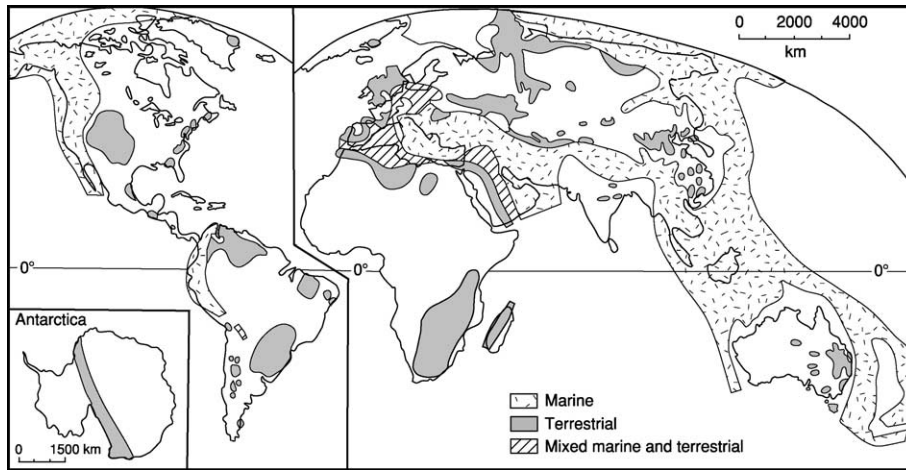 0 2000 4000
km
0°
0°
0°
Antarctica
0 1500 km
Marine
Terrestrial
Mixed marine and terrestrial